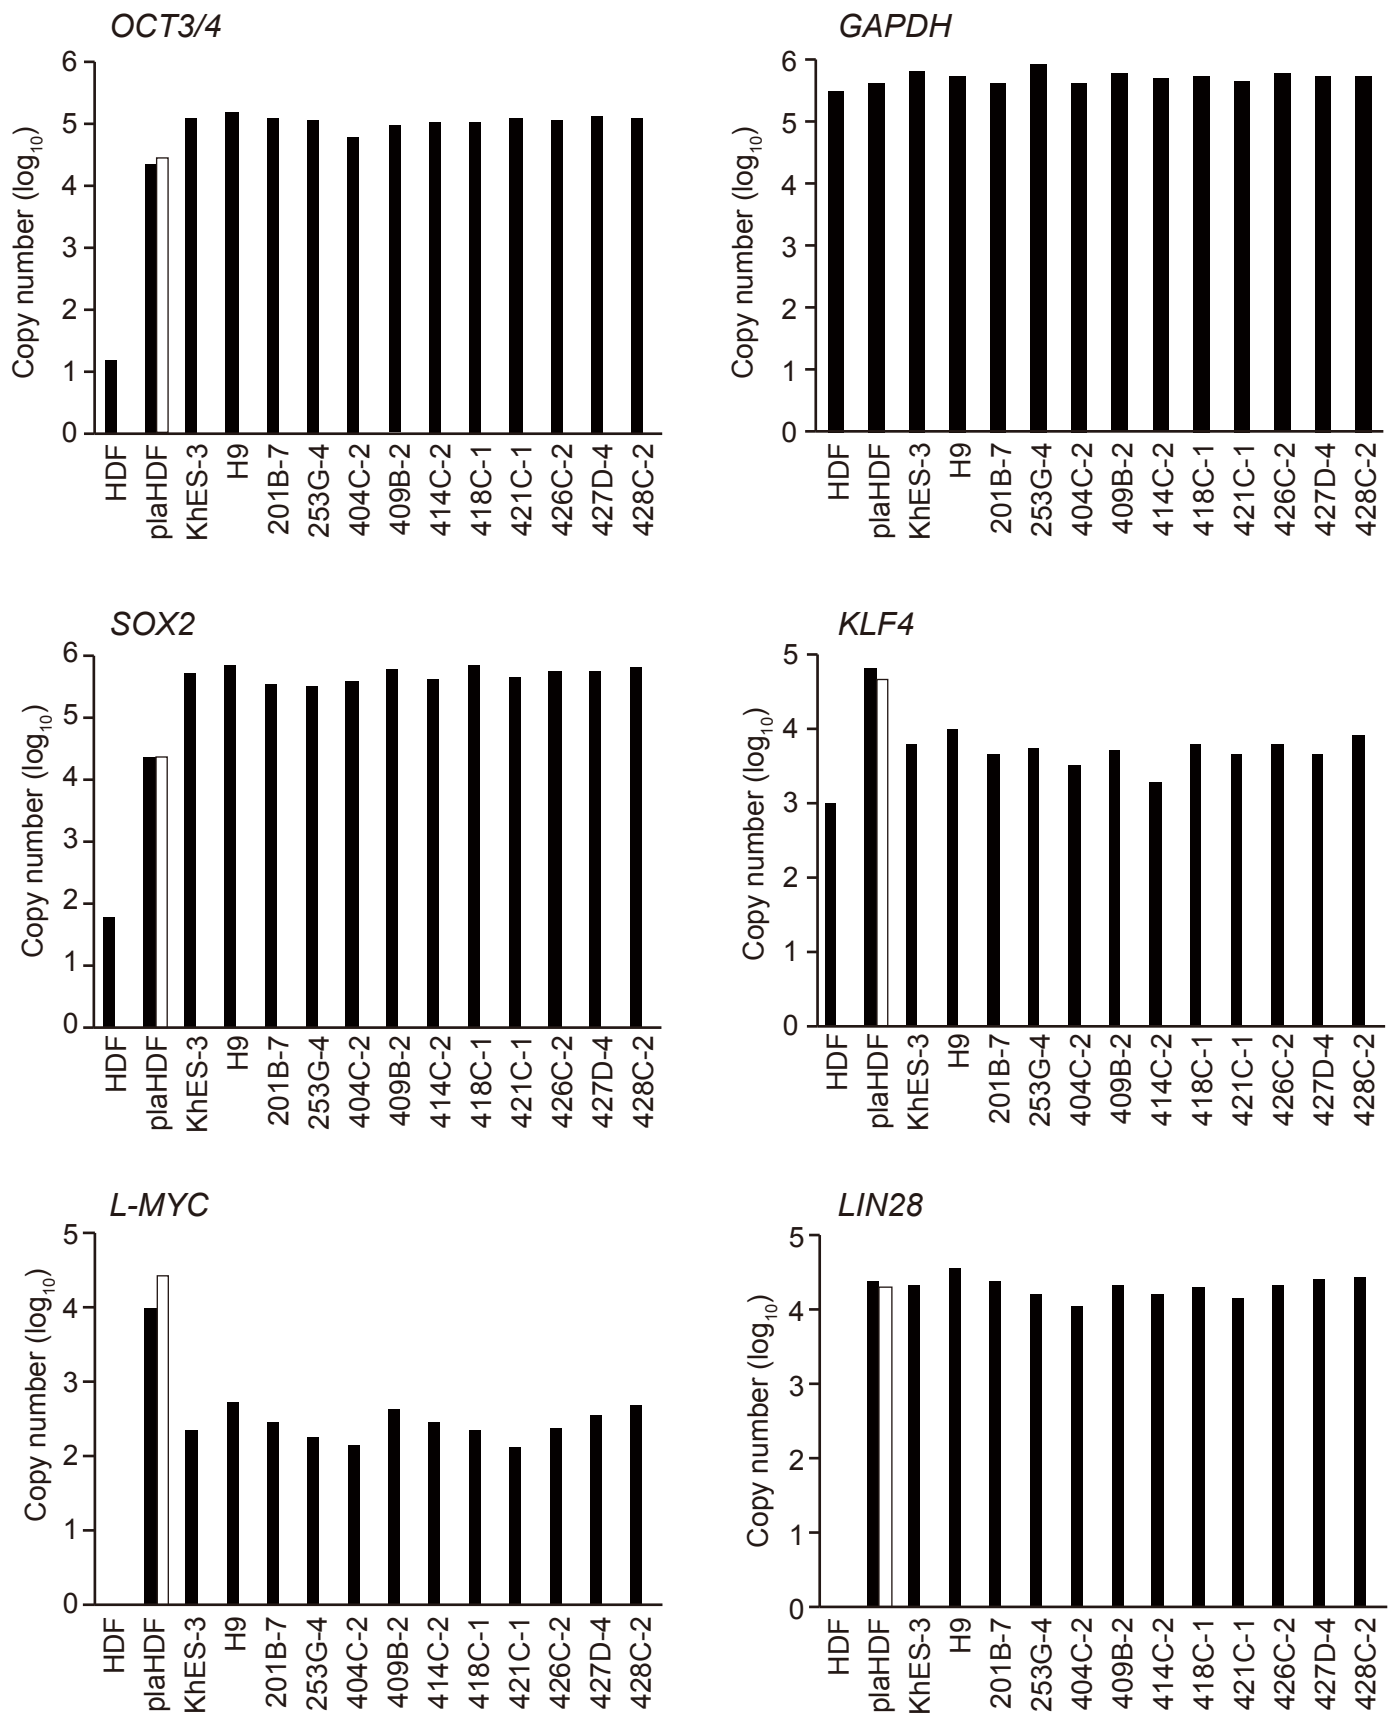 OCT3/4
Copy number (log10)
6
5
4
3
2
1
0
HDF
plaHDF
KhES-3
H9
201B-7
253G-4
404C-2
409B-2
414C-2
418C-1
421C-1
426C-2
427D-4
428C-2
GAPDH
Copy number (log10)
6
5
4
3
2
1
0
HDF
plaHDF
KhES-3
H9
201B-7
253G-4
404C-2
409B-2
414C-2
418C-1
421C-1
426C-2
427D-4
428C-2
SOX2
Copy number (log10)
6
5
4
3
2
1
0
HDF
plaHDF
KhES-3
H9
201B-7
253G-4
404C-2
409B-2
414C-2
418C-1
421C-1
426C-2
427D-4
428C-2
KLF4
Copy number (log10)
5
4
3
2
1
0
HDF
plaHDF
KhES-3
H9
201B-7
253G-4
404C-2
409B-2
414C-2
418C-1
421C-1
426C-2
427D-4
428C-2
L-MYC
Copy number (log10)
5
4
3
2
1
0
HDF
plaHDF
KhES-3
H9
201B-7
253G-4
404C-2
409B-2
414C-2
418C-1
421C-1
426C-2
427D-4
428C-2
LIN28
Copy number (log10)
5
4
3
2
1
0
HDF
plaHDF
KhES-3
H9
201B-7
253G-4
404C-2
409B-2
414C-2
418C-1
421C-1
426C-2
427D-4
428C-2